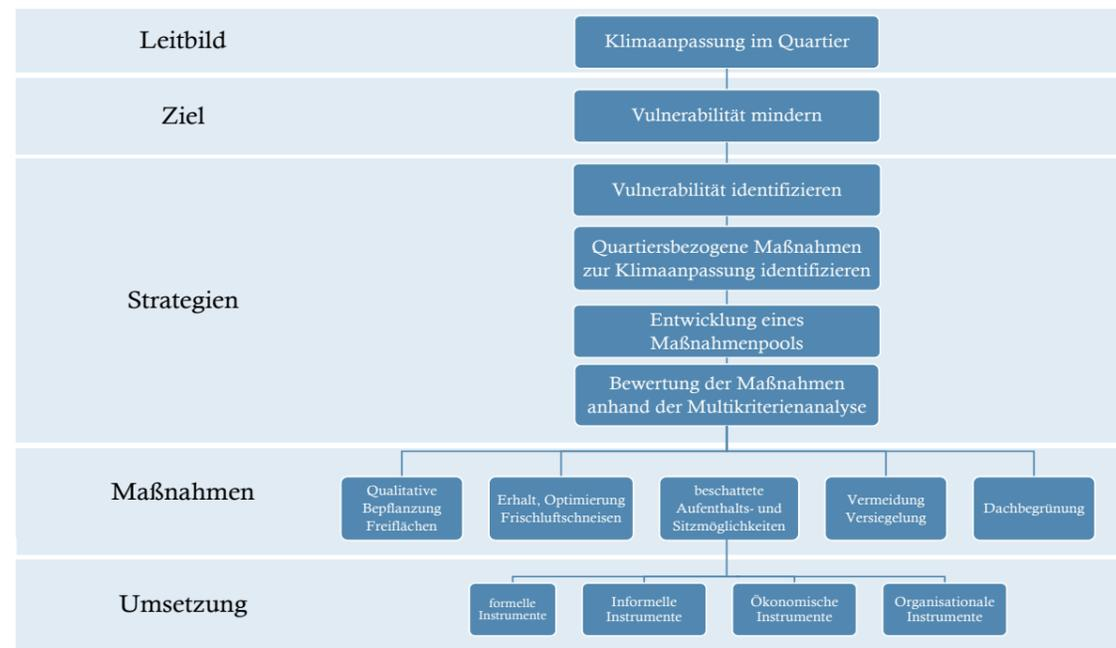 Leitbild
Klimaanpassung im Quartier
Ziel
Vulnerabilität mindern
Strategien
Vulnerabilität identifizieren
Quartiersbezogene Maßnahmen
zur Klimaanpassung identifizieren
Entwicklung eines
Maßnahmenpools
Bewertung der Maßnahmen
anhand der Multikriterienanalyse
Maßnahmen
Qualitative
Bepflanzung
Freiflächen
Erhalt, Optimierung
Frischluftschneisen
beschattete
Aufenthalts- und
Sitzmöglichkeiten
Vermeidung
Versiegelung
Dachbegrünung
Umsetzung
formelle
Instrumente
Informelle
Instrumente
Ökonomische
Instrumente
Organisationale
Instrumente